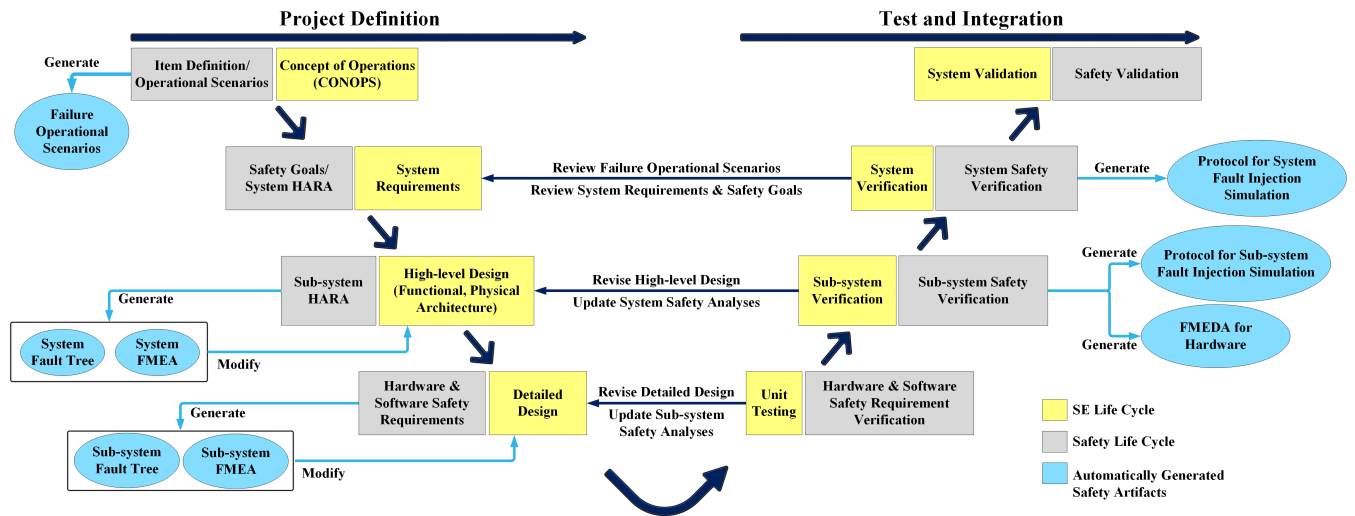 Project Definition
Test and Integration
Generate
Item Definition/
Operational Scenarios
Concept of Operations
(CONOPS)
System Validation
Safety Validation
Failure
Operational
Scenarios
Safety Goals/
System HARA
System
Requirements
Review Failure Operational Scenarios
Review System Requirements & Safety Goals
System
Verification
System Safety
Verification
Generate
Protocol for System
Fault Injection
Simulation
Sub-system
HARA
High-level Design
(Functional, Physical
Architecture)
Revise High-level Design
Update System Safety Analyses
Sub-system
Verification
Sub-system Safety
Verification
Generate
Protocol for Sub-system
Fault Injection Simulation
Generate
FMEDA for
Hardware
Generate
System
Fault Tree
System
FMEA
Modify
Hardware &
Software Safety
Requirements
Detailed
Design
Revise Detailed Design
Update Sub-system
Safety Analyses
Unit
Testing
Hardware & Software
Safety Requirement
Verification
Generate
Sub-system
Fault Tree
Sub-system
FMEA
Modify
SE Life Cycle
Safety Life Cycle
Automatically Generated
Safety Artifacts